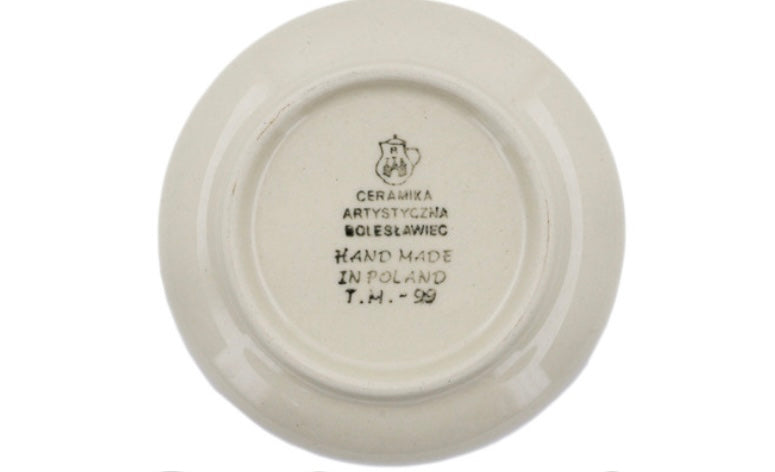 CERAMIKA
ARTYSTYCZNA
BOLESŁAWIEC
HAND MADE
IN POLAND
T.M.-99